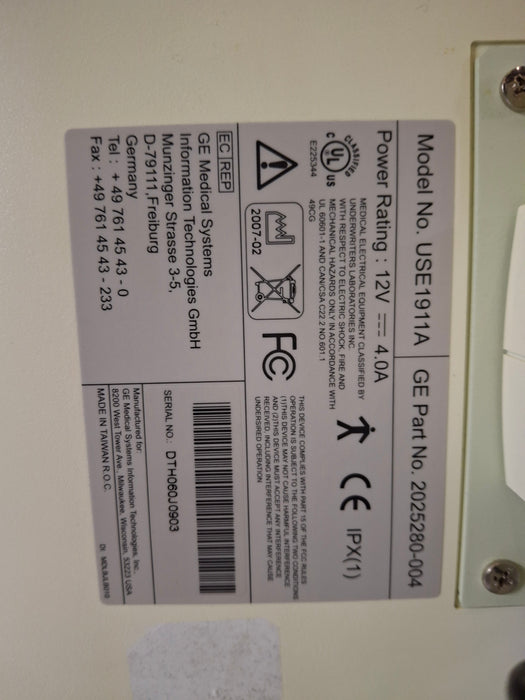 Model No. USE1911A
GE Part No. 2025280-004
Power Rating : 12V 4.0A
CLASSIFIED
C UL US
E225344
MEDICAL ELECTRICAL EQUIPMENT CLASSIFIED BY
UNDERWRITERS LABORATORIES INC.
WITH RESPECT TO ELECTRIC SHOCK, FIRE AND
MECHANICAL HAZARDS ONLY IN ACCORDANCE WITH
UL 60601-1 AND CAN/CSA C22.2 NO.601.1
49CG
CE IPX(1)
2007-02
FC
THIS DEVICE COMPLIES WITH PART 15 OF THE FCC RULES
OPERATION IS SUBJECT TO THE FOLLOWING TWO CONDITIONS
(1)THIS DEVICE MAY NOT CAUSE HARMFUL INTERFERENCE
AND (2)THIS DEVICE MUST ACCEPT ANY INTERFERENCE
RECEIVED, INCLUDING INTERFERENCE THAT MAY CAUSE
UNDERSIRED OPERATION
EC REP
GE Medical Systems
Information Technologies GmbH
Munzinger Strasse 3-5,
D-79111,Freiburg
Germany
Tel : + 49 761 45 43 - 0
Fax : +49 761 45 43 - 233
SERIAL NO.: DTH060J0903
Manufactured for:
GE Medical Systems Information Technologies, Inc.,
8200 West Tower Ave., Milwaukee, Wisconsin, 53223 USA
MADE IN TAIWAN R.O.C.